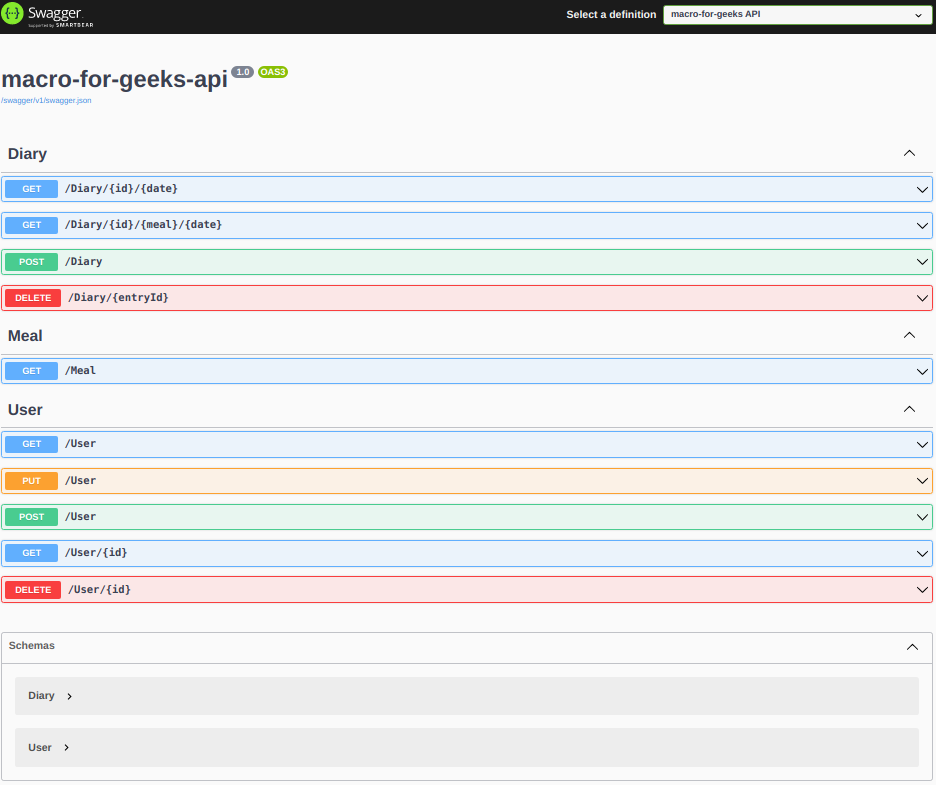 Swagger
Supported by SMARTBEAR
Select a definition
macro-for-geeks API
macro-for-geeks-api 1.0 OAS3
/swagger/v1/swagger.json
Diary
GET /Diary/{id}/{date}
GET /Diary/{id}/{meal}/{date}
POST /Diary
DELETE /Diary/{entryId}
Meal
GET /Meal
User
GET /User
PUT /User
POST /User
GET /User/{id}
DELETE /User/{id}
Schemas
Diary
User